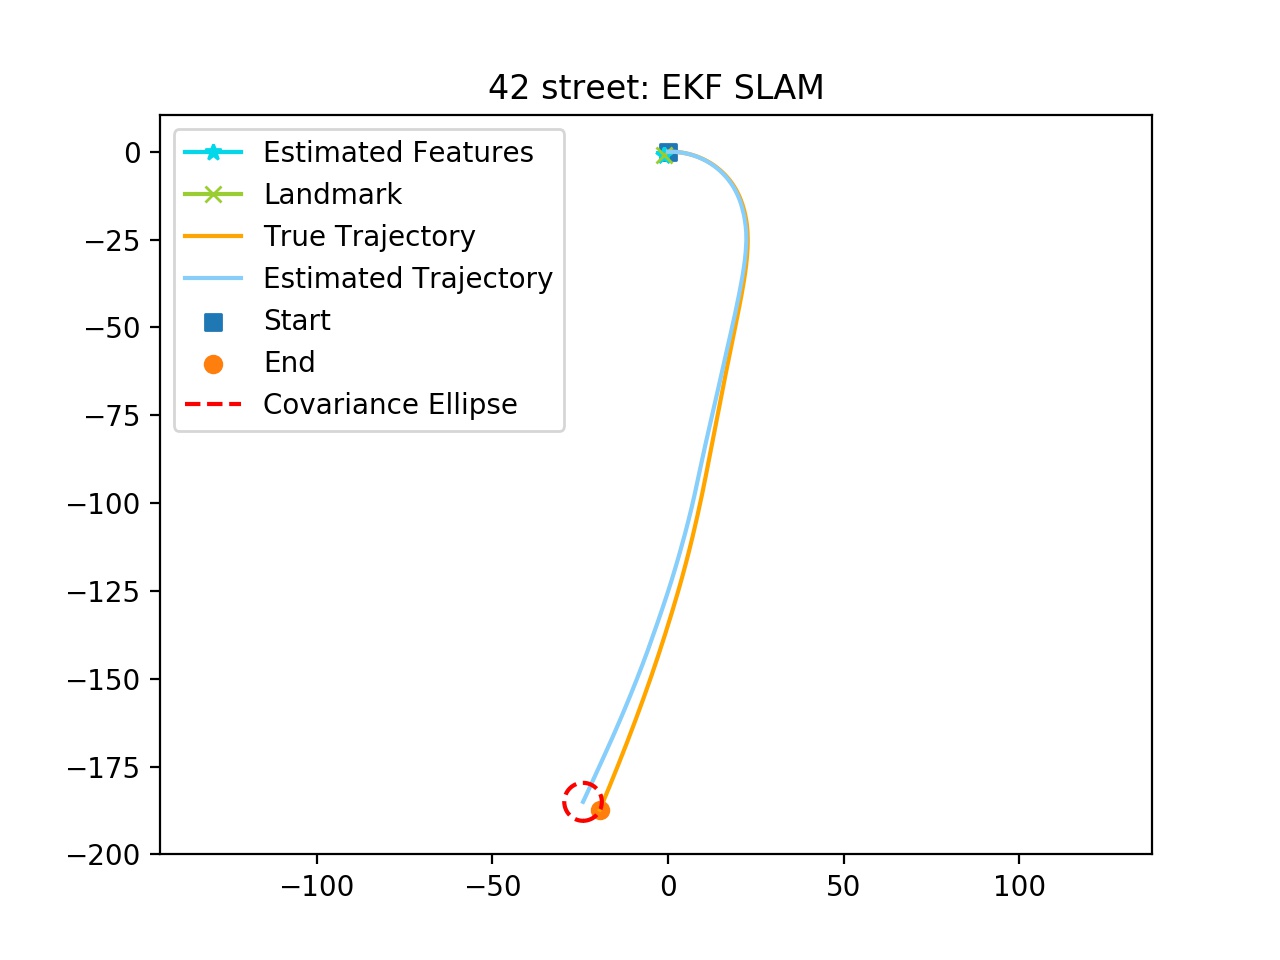 42 street: EKF SLAM
Estimated Features
Landmark
True Trajectory
Estimated Trajectory
Start
End
Covariance Ellipse
0
−25
−50
−75
−100
−125
−150
−175
−200
−100
−50
0
50
100